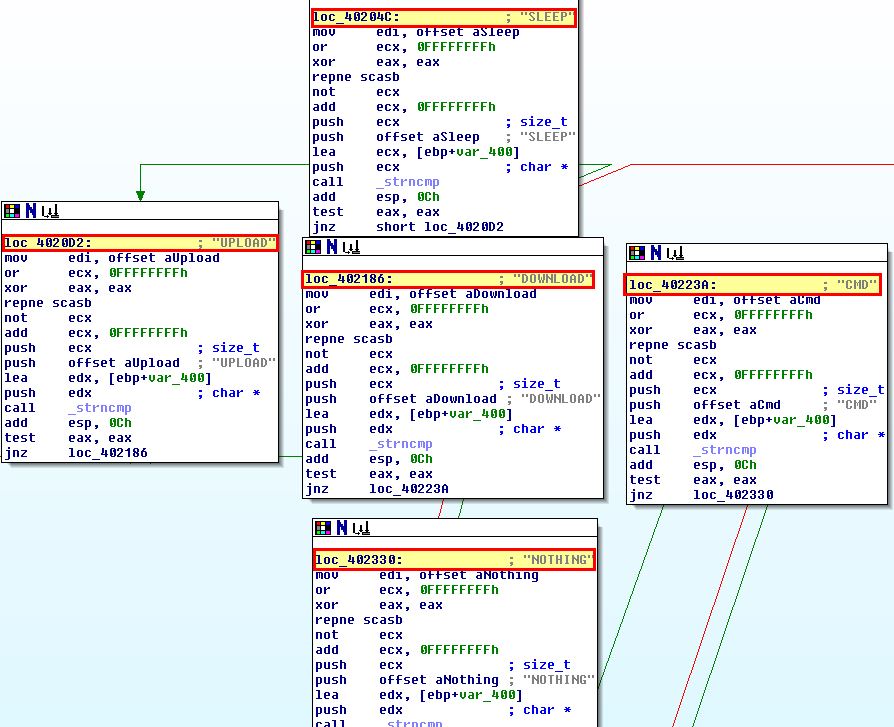 loc_40204C: ; "SLEEP"
mov edi, offset aSleep
or ecx, 0FFFFFFFFh
xor eax, eax
repne scasb
not ecx
add ecx, 0FFFFFFFFh
push ecx ; size_t
push offset aSleep ; "SLEEP"
lea ecx, [ebp+var_400]
push ecx ; char *
call _strncmp
add esp, 0Ch
test eax, eax
jnz short loc_4020D2
loc_4020D2: ; "UPLOAD"
mov edi, offset aUpload
or ecx, 0FFFFFFFFh
xor eax, eax
repne scasb
not ecx
add ecx, 0FFFFFFFFh
push ecx ; size_t
push offset aUpload ; "UPLOAD"
lea edx, [ebp+var_400]
push edx ; char *
call _strncmp
add esp, 0Ch
test eax, eax
jnz loc_402186
loc_402186: ; "DOWNLOAD"
mov edi, offset aDownload
or ecx, 0FFFFFFFFh
xor eax, eax
repne scasb
not ecx
add ecx, 0FFFFFFFFh
push ecx ; size_t
push offset aDownload ; "DOWNLOAD"
lea edx, [ebp+var_400]
push edx ; char *
call _strncmp
add esp, 0Ch
test eax, eax
jnz loc_40223A
loc_40223A: ; "CMD"
mov edi, offset aCmd
or ecx, 0FFFFFFFFh
xor eax, eax
repne scasb
not ecx
add ecx, 0FFFFFFFFh
push ecx ; size_t
push offset aCmd ; "CMD"
lea edx, [ebp+var_400]
push edx ; char *
call _strncmp
add esp, 0Ch
test eax, eax
jnz loc_402330
loc_402330: ; "NOTHING"
mov edi, offset aNothing
or ecx, 0FFFFFFFFh
xor eax, eax
repne scasb
not ecx
add ecx, 0FFFFFFFFh
push ecx ; size_t
push offset aNothing ; "NOTHING"
lea edx, [ebp+var_400]
push edx ; char *
call _strncmp